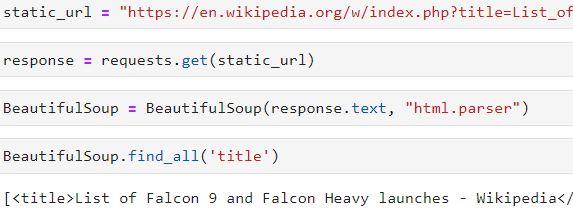 static_url = "https://en.wikipedia.org/w/index.php?title=List_of
response = requests.get(static_url)
BeautifulSoup = BeautifulSoup(response.text, "html.parser")
BeautifulSoup.find_all('title')
[<title>List of Falcon 9 and Falcon Heavy launches - Wikipedia</